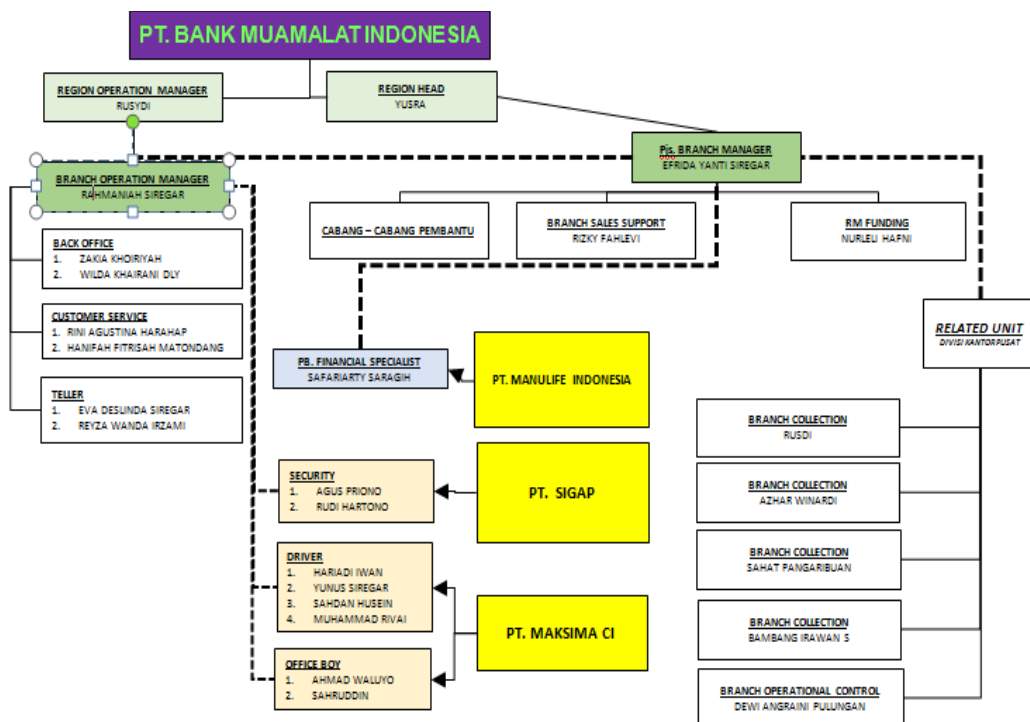 PT. BANK MUAMALAT INDONESIA
REGION OPERATION MANAGER
RUSYDI
REGION HEAD
YUSRA
Pjs. BRANCH MANAGER
EFRIDA YANTI SIREGAR
BRANCH OPERATION MANAGER
RAHMANIAH SIREGAR
CABANG – CABANG PEMBANTU
BRANCH SALES SUPPORT
RIZKY FAHLEVI
RM FUNDING
NURLELI HAFNI
BACK OFFICE
1. ZAKIA KHOIRIYAH
2. WILDA KHAIRANI DLY
CUSTOMER SERVICE
1. RINI AGUSTINA HARAHAP
2. HANIFAH FITRISAH MATONDANG
TELLER
1. EVA DESLINDA SIREGAR
2. REYZA WANDA IRZAMI
RELATED UNIT
DIVISI KANTOR PUSAT
PB. FINANCIAL SPECIALIST
SAFARIARTY SARAGIH
PT. MANULIFE INDONESIA
SECURITY
1. AGUS PRIONO
2. RUDI HARTONO
PT. SIGAP
DRIVER
1. HARIADI IWAN
2. YUNUS SIREGAR
3. SAHDAN HUSEIN
4. MUHAMMAD RIVAI
OFFICE BOY
1. AHMAD WALUYO
2. SAHRUDDIN
PT. MAKSIMA CI
BRANCH COLLECTION
RUSDI
BRANCH COLLECTION
AZHAR WINARDI
BRANCH COLLECTION
SAHAT PANGARIBUAN
BRANCH COLLECTION
BAMBANG IRAWAN S
BRANCH OPERATIONAL CONTROL
DEWI ANGRAINI PULUNGAN